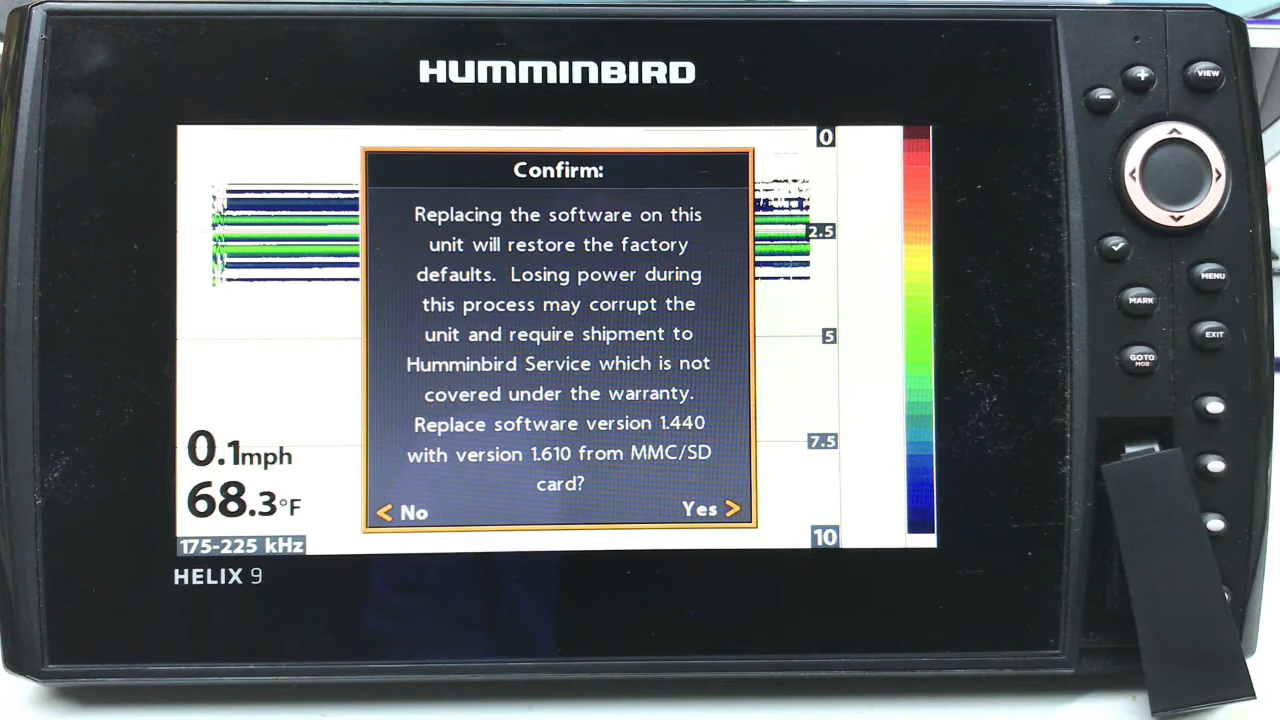 HUMMINBIRD
VIEW
Confirm:
Replacing the software on this
unit will restore the factory
defaults. Losing power during
this process may corrupt the
unit and require shipment to
Humminbird Service which is not
covered under the warranty.
Replace software version 1.440
with version 1.610 from MMC/SD
card?
< No
Yes >
0
2.5
5
7.5
10
0.1mph
68.3°F
175-225 kHz
HELIX 9
MENU
MARK
EXIT
GOTO
MOB